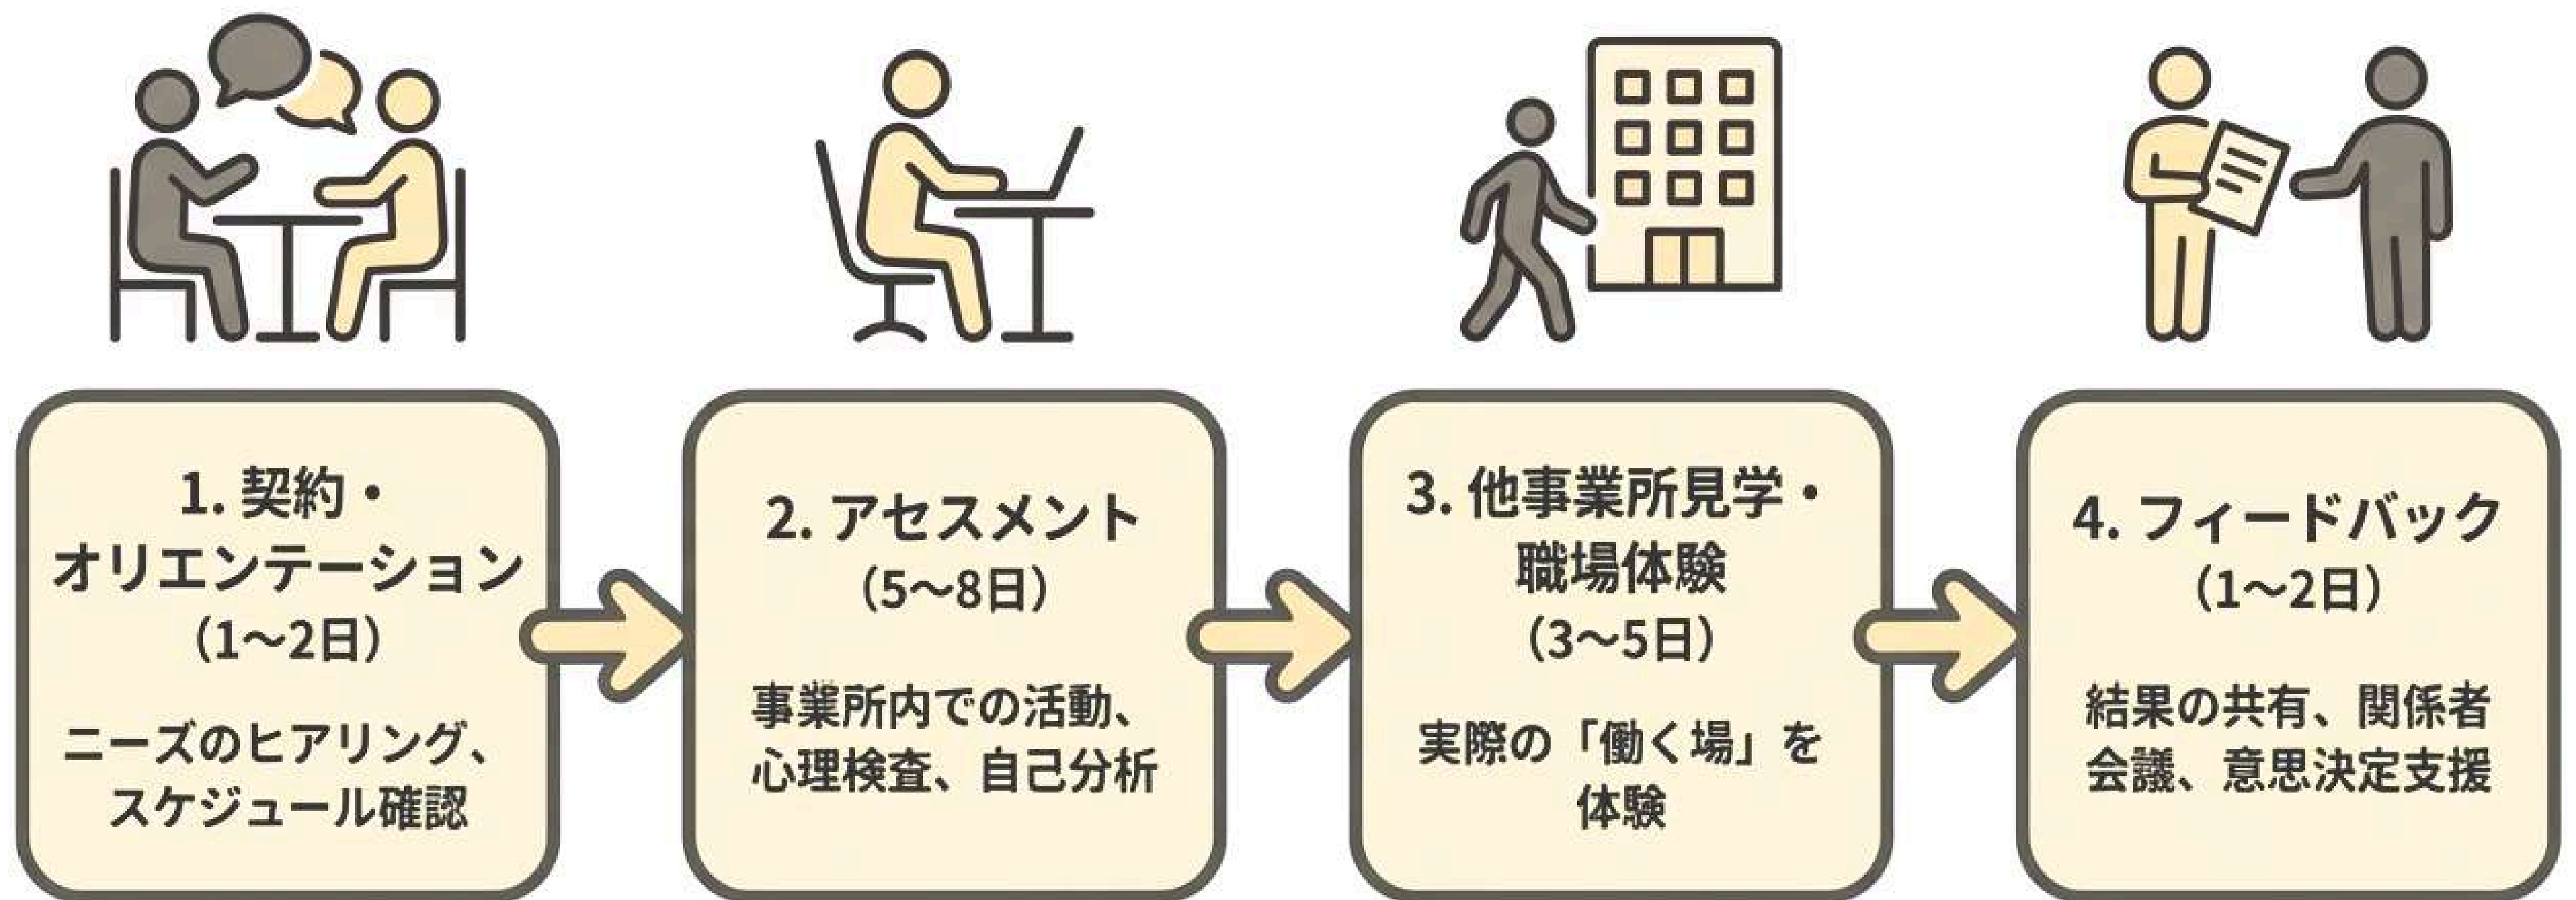 1. 契約・
オリエンテーション
（1〜2日）
ニーズのヒアリング、
スケジュール確認
2. アセスメント
（5〜8日）
事業所内での活動、
心理検査、自己分析
3. 他事業所見学・
職場体験
（3〜5日）
実際の「働く場」を
体験
4. フィードバック
（1〜2日）
結果の共有、関係者
会議、意思決定支援